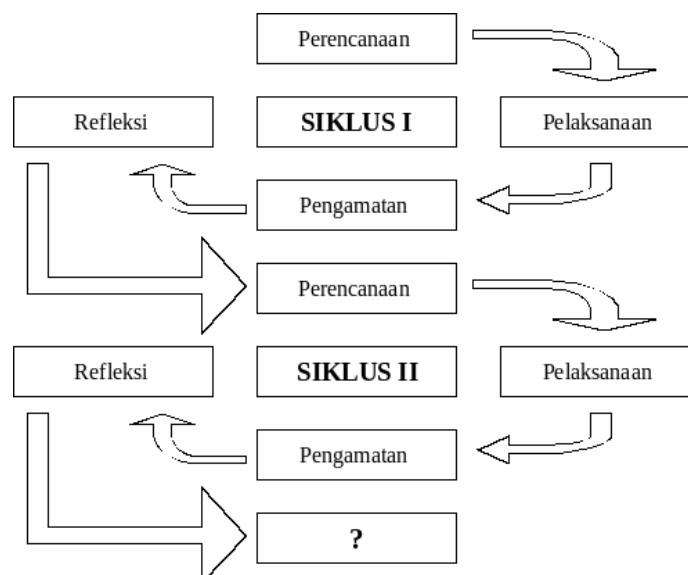 Perencanaan
Refleksi
SIKLUS I
Pelaksanaan
Pengamatan
Perencanaan
Refleksi
SIKLUS II
Pelaksanaan
Pengamatan
?